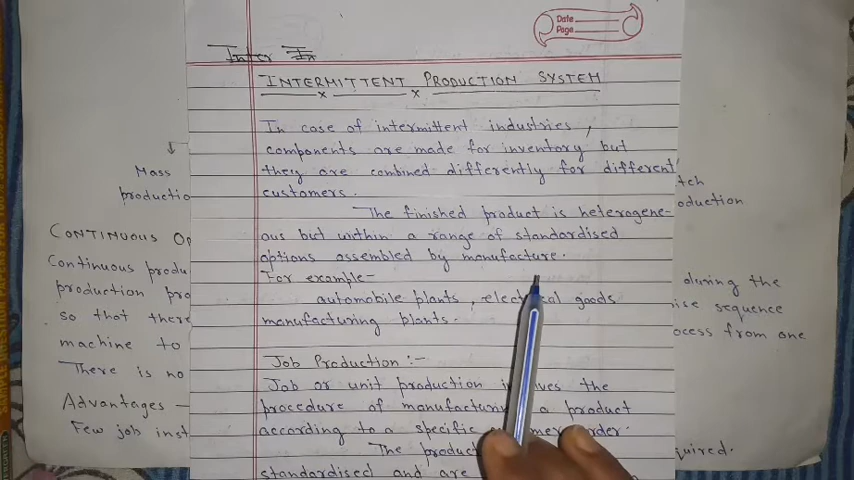 Date
Page
Inter In
INTERMITTENT PRODUCTION SYSTEM
In case of intermittent industries,
components are made for inventory but
they are combined differently for different
customers.
The finished product is heterogene-
ous but within a range of standardised
options assembled by manufacture.
For example-
automobile plants, electrical goods
manufacturing plants.
Job Production :-
Job or unit production the
procedure of manufacturing a product
according to a specific order.
The product
standardised and are
Mass
productio
CONTINUOUS O
Continuous produ
production pro
so that there
machine to
There is no
Advantages -
Few job inst
tch
oduction
during the
ise sequence
ocess from one
quired.